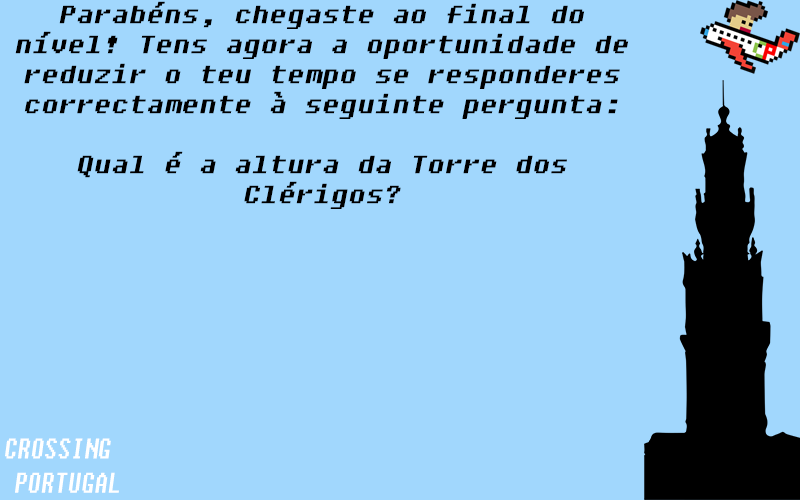 Parabéns, chegaste ao final do
nível! Tens agora a oportunidade de
reduzir o teu tempo se responderes
correctamente à seguinte pergunta:
Qual é a altura da Torre dos
Clérigos?
CROSSING
PORTUGAL